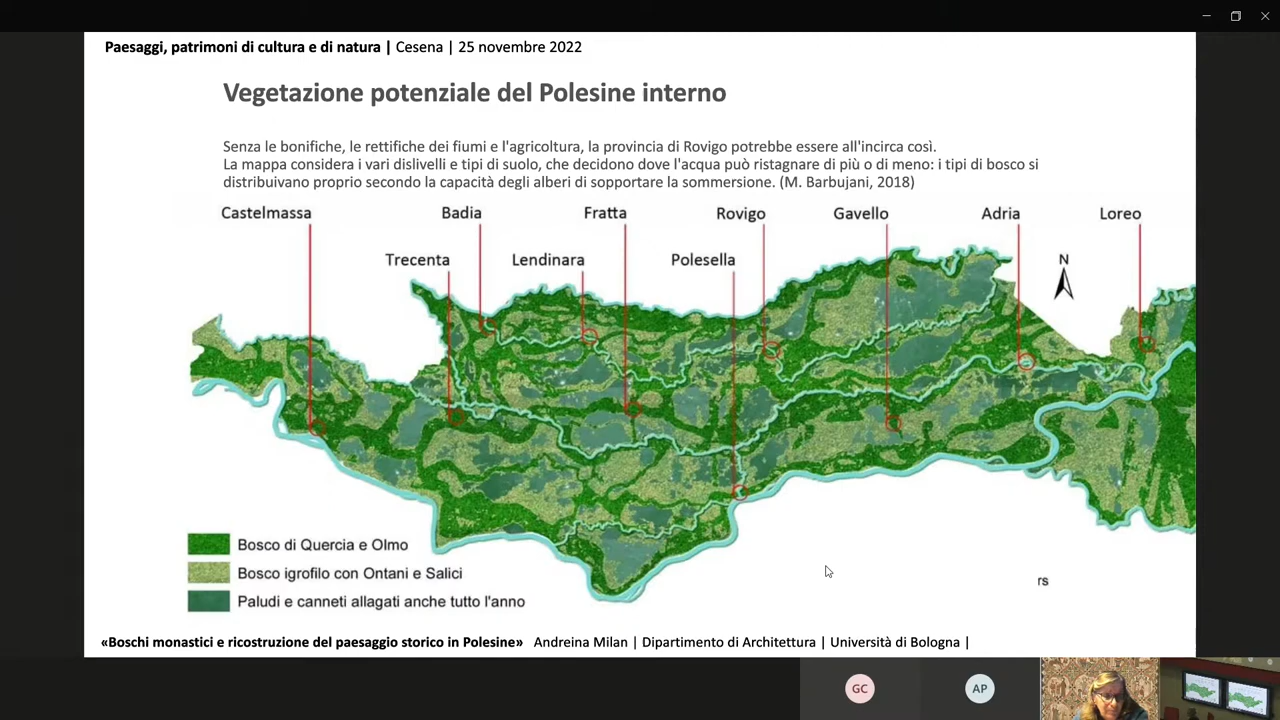 Paesaggi, patrimoni di cultura e di natura | Cesena | 25 novembre 2022
Vegetazione potenziale del Polesine interno
Senza le bonifiche, le rettifiche dei fiumi e l'agricoltura, la provincia di Rovigo potrebbe essere all'incirca così.
La mappa considera i vari dislivelli e tipi di suolo, che decidono dove l'acqua può ristagnare di più o di meno: i tipi di bosco si
distribuivano proprio secondo la capacità degli alberi di sopportare la sommersione. (M. Barbujani, 2018)
Castelmassa Badia Fratta Rovigo Gavello Adria Loreo
Trecenta Lendinara Polesella N
Bosco di Quercia e Olmo
Bosco igrofilo con Ontani e Salici
rs
Paludi e canneti allagati anche tutto l'anno
«Boschi monastici e ricostruzione del paesaggio storico in Polesine» Andreina Milan | Dipartimento di Architettura | Università di Bologna |
GC AP